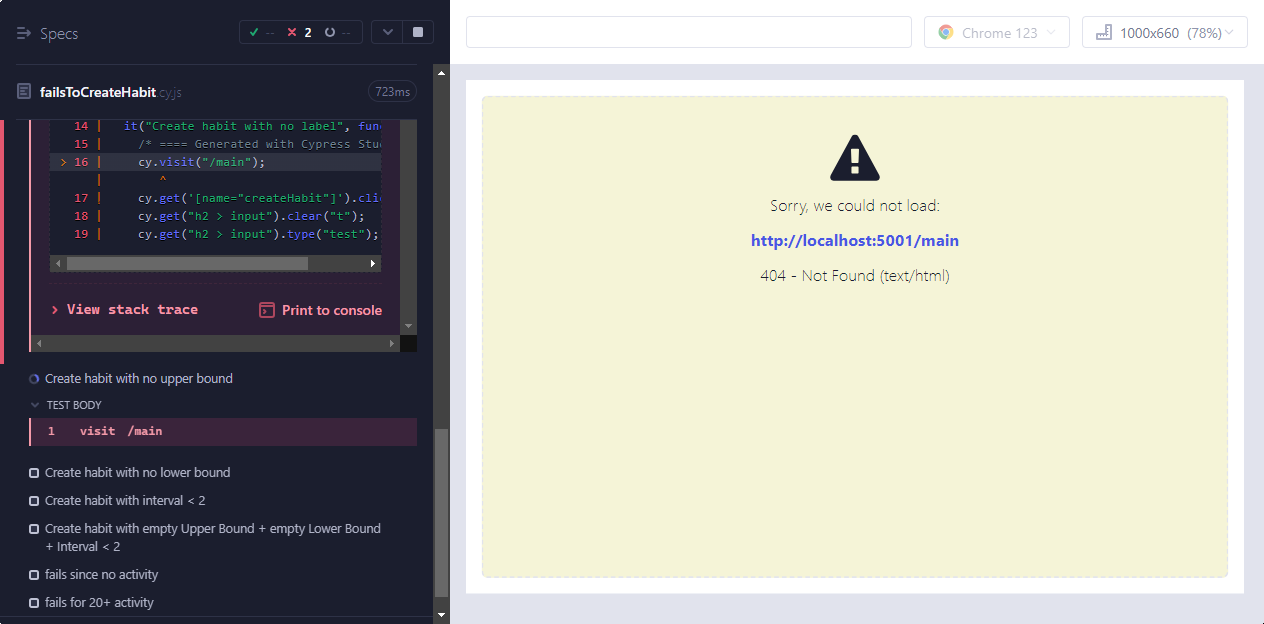 Specs
-- 2 --
failsToCreateHabit.cy.js 723ms
14 | it("Create habit with no label", func
15 | /* ==== Generated with Cypress Stu
> 16 | cy.visit("/main");
| ^
17 | cy.get('[name="createHabit"]').clic
18 | cy.get("h2 > input").clear("t");
19 | cy.get("h2 > input").type("test");
View stack trace
Print to console
Create habit with no upper bound
TEST BODY
1 visit /main
Create habit with no lower bound
Create habit with interval < 2
Create habit with empty Upper Bound + empty Lower Bound
+ Interval < 2
fails since no activity
fails for 20+ activity
Chrome 123
1000x660 (78%)
Sorry, we could not load:
http://localhost:5001/main
404 - Not Found (text/html)